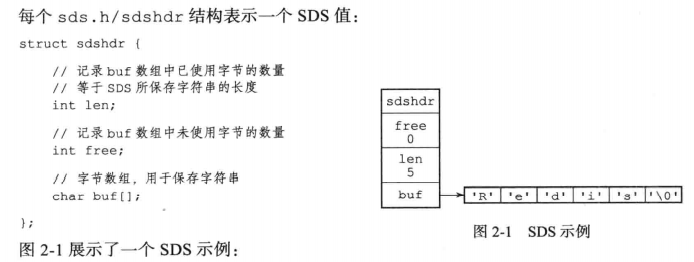 每个 sds.h/sdshdr 结构表示一个 SDS 值：
struct sdshdr {
// 记录 buf 数组中已使用字节的数量
// 等于 SDS 所保存字符串的长度
int len;
// 记录 buf 数组中未使用字节的数量
int free;
// 字节数组，用于保存字符串
char buf[];
};
图 2-1 展示了一个 SDS 示例：
sdshdr
free
0
len
5
buf
'R' 'e' 'd' 'i' 's' '\0'
图 2-1 SDS 示例